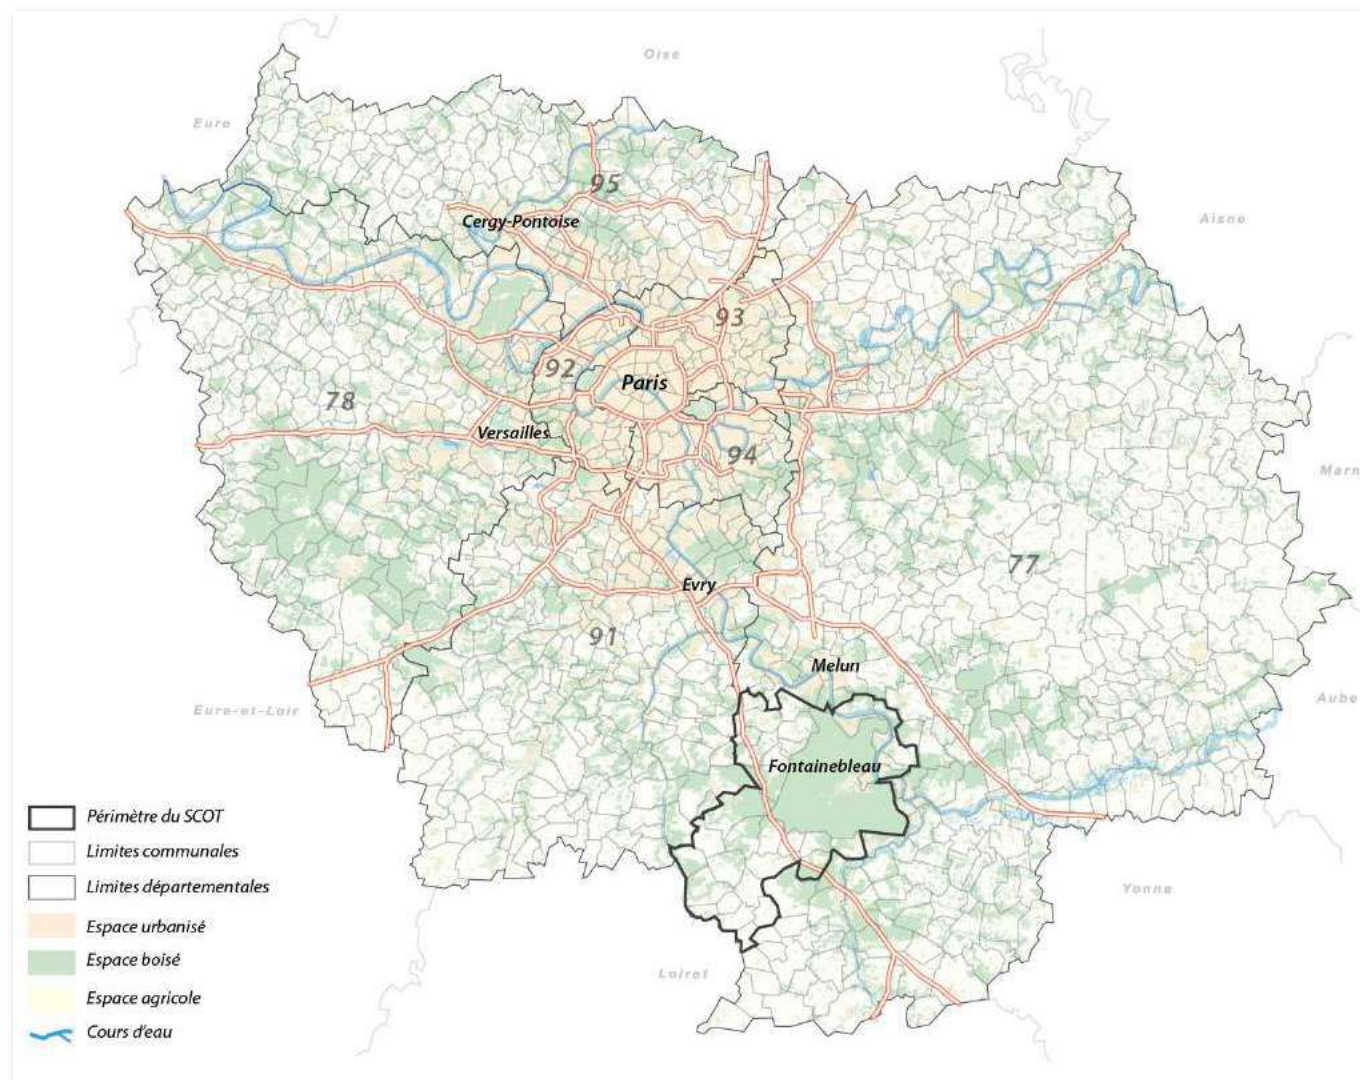 Oise
Eure
95
Cergy-Pontoise
Aisne
93
92
Paris
78
Versailles
94
Marn
77
Evry
91
Melun
Eure-et-Loir
Aube
Fontainebleau
Périmètre du SCOT
Limites communales
Limites départementales
Yonne
Espace urbanisé
Espace boisé
Loiret
Espace agricole
Cours d'eau